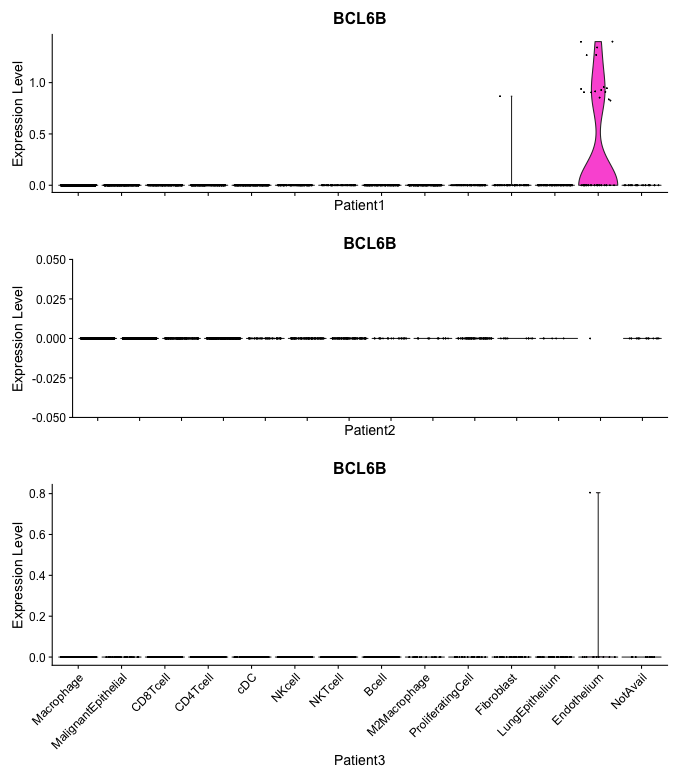 BCL6B
Expression Level
1.0
0.5
0.0
Patient1
BCL6B
Expression Level
0.050
0.025
0.000
-0.025
-0.050
Patient2
BCL6B
Expression Level
0.8
0.6
0.4
0.2
0.0
Macrophage
MalignantEpithelial
CD8Tcell
CD4Tcell
cDC
NKcell
NKTcell
Bcell
M2Macrophage
ProliferatingCell
Fibroblast
LungEpithelium
Endothelium
NotAvail
Patient3